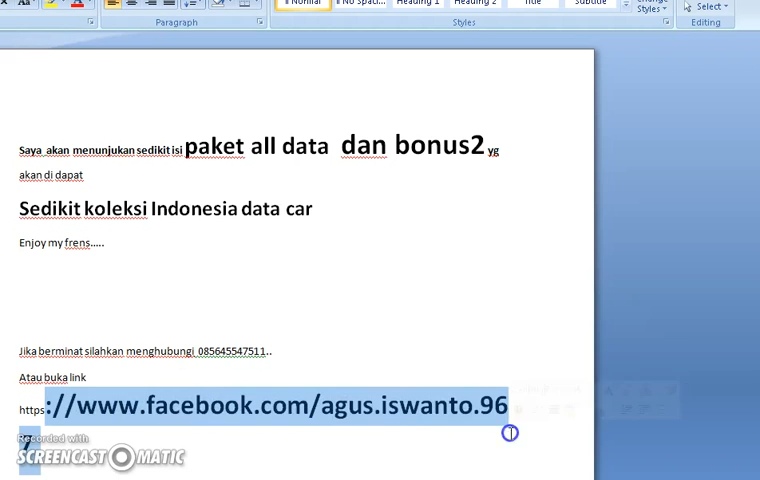 Aa
Normal
No Spaci...
Heading 1
Heading 2
Title
Subtitle
Change
Styles
Select
Paragraph
Styles
Editing
Saya akan menunjukan sedikit isi paket all data dan bonus2 yg
akan di dapat
Sedikit koleksi Indonesia data car
Enjoy my frens.....
Jika berminat silahkan menghubungi 085645547511..
Atau buka link
https://www.facebook.com/agus.iswanto.96
7
Recorded with
SCREENCAST MATIC